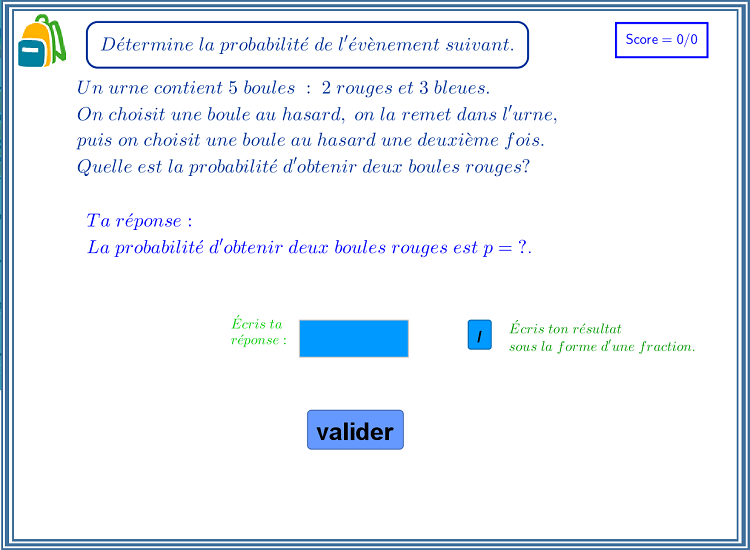 Détermine la probabilité de l'évènement suivant.
Score = 0/0
Un urne contient 5 boules : 2 rouges et 3 bleues.
On choisit une boule au hasard, on la remet dans l'urne,
puis on choisit une boule au hasard une deuxième fois.
Quelle est la probabilité d'obtenir deux boules rouges?
Ta réponse :
La probabilité d'obtenir deux boules rouges est p = ?.
Écris ta
réponse :
/
Écris ton résultat
sous la forme d'une fraction.
valider